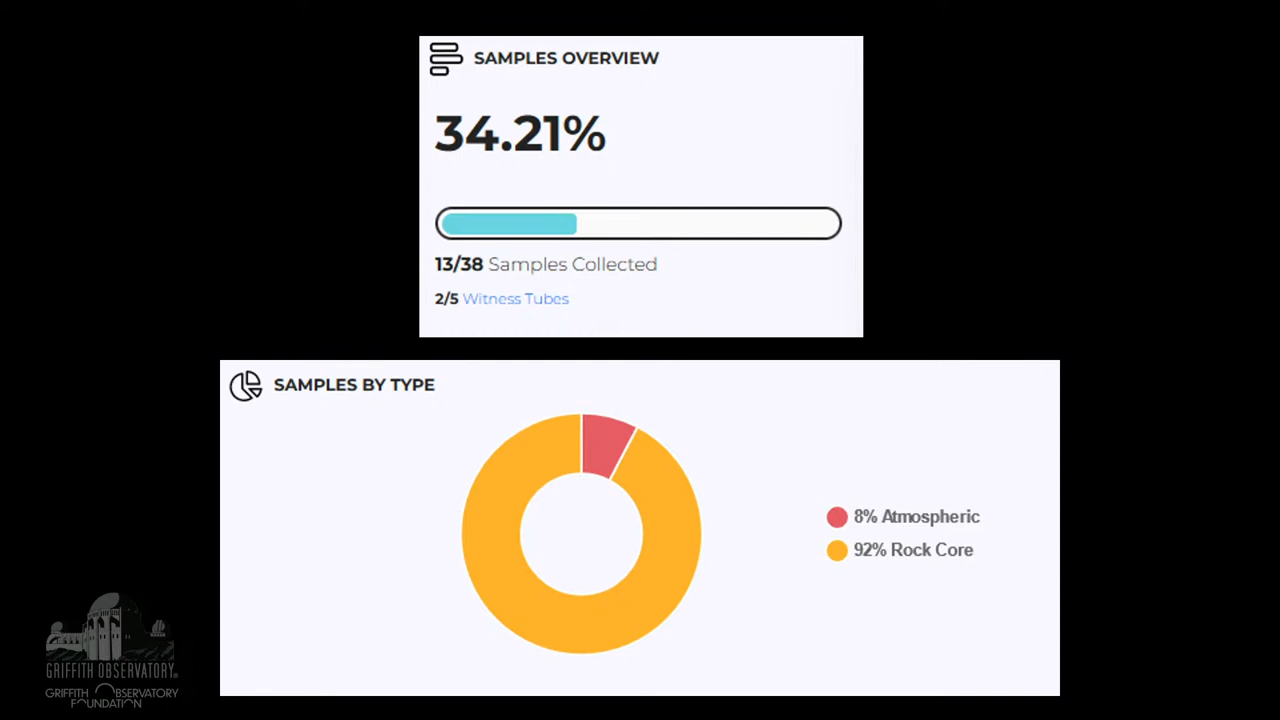 SAMPLES OVERVIEW
34.21%
13/38 Samples Collected
2/5 Witness Tubes
SAMPLES BY TYPE
8% Atmospheric
92% Rock Core
GRIFFITH OBSERVATORY
GRIFFITH OBSERVATORY
FOUNDATION